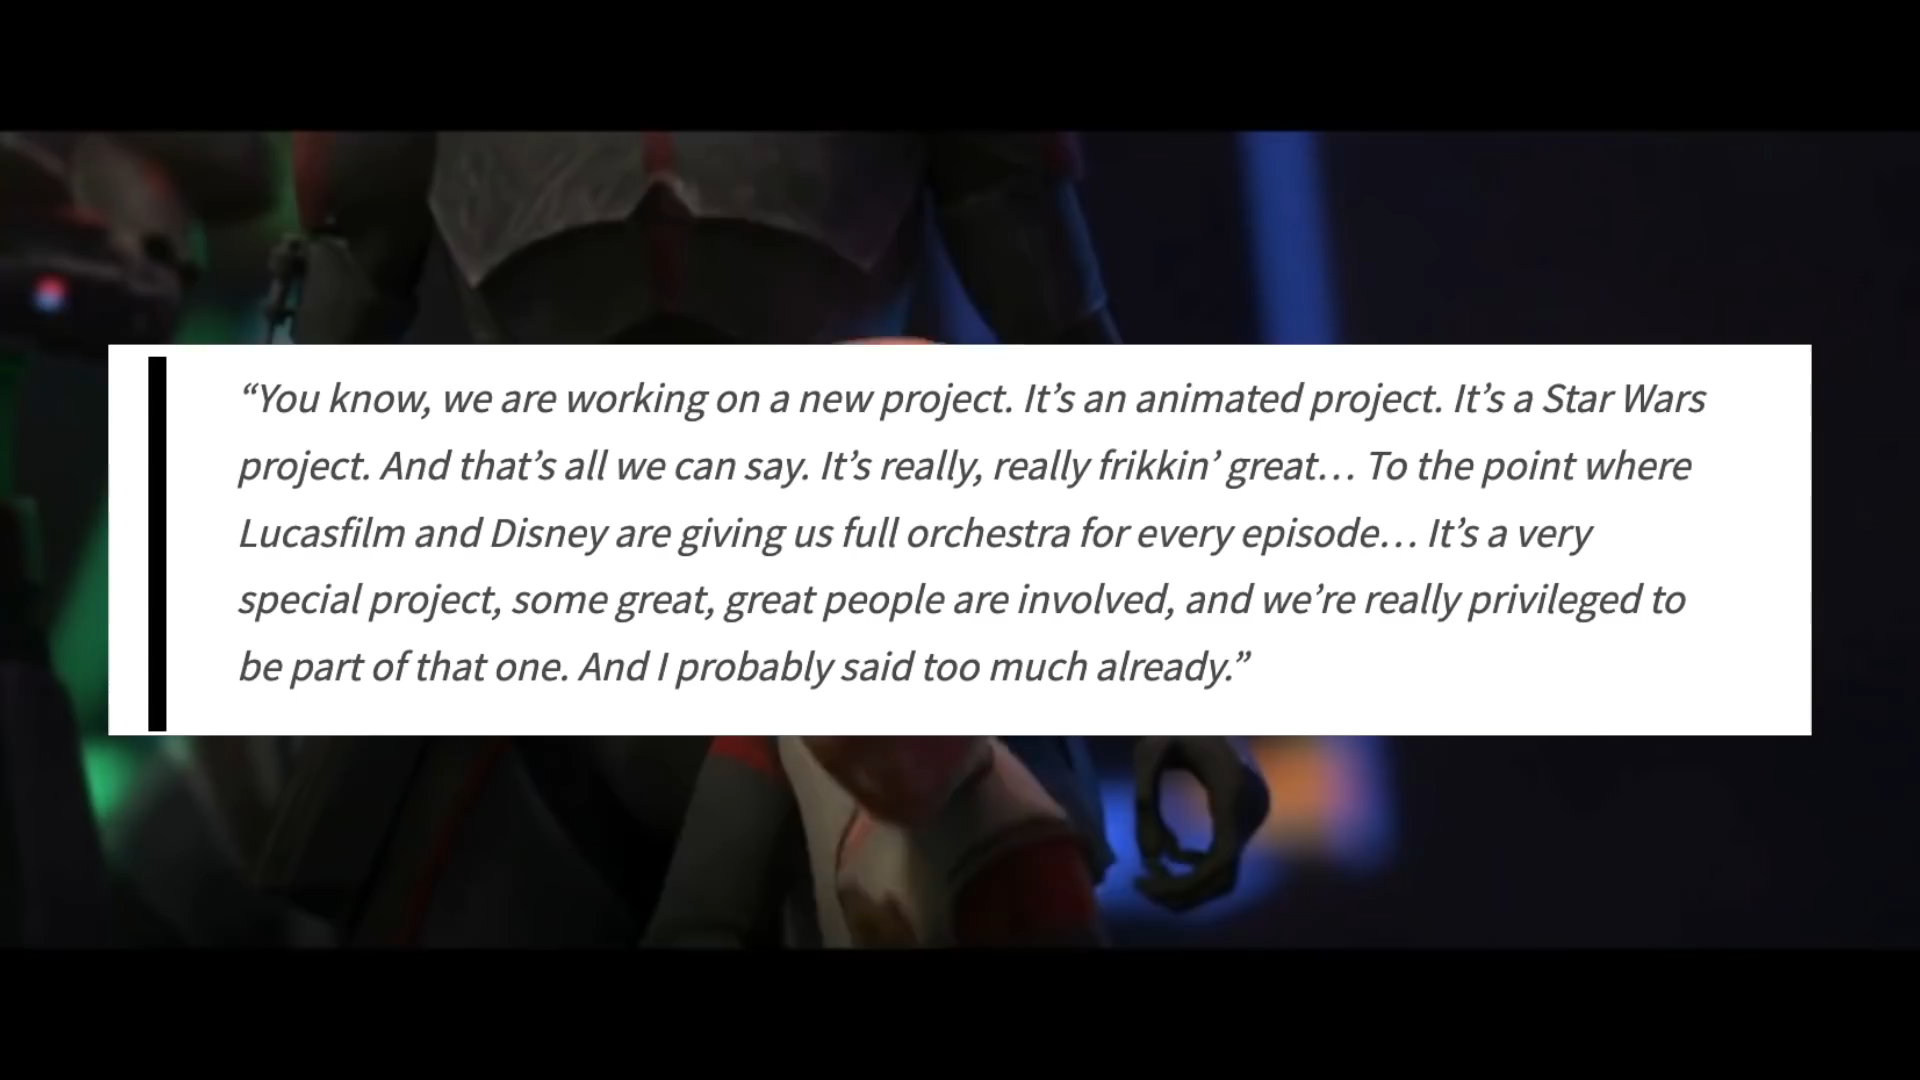 “You know, we are working on a new project. It’s an animated project. It’s a Star Wars
project. And that’s all we can say. It’s really, really frikkin’ great… To the point where
Lucasfilm and Disney are giving us full orchestra for every episode… It’s a very
special project, some great, great people are involved, and we’re really privileged to
be part of that one. And I probably said too much already.”